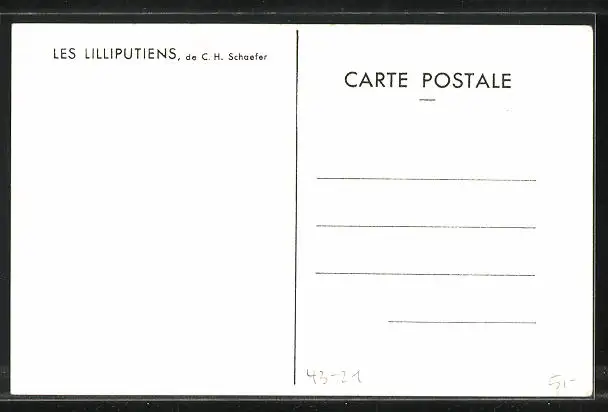 LES LILLIPUTIENS, de C. H. Schaefer
CARTE POSTALE
43-21
51-